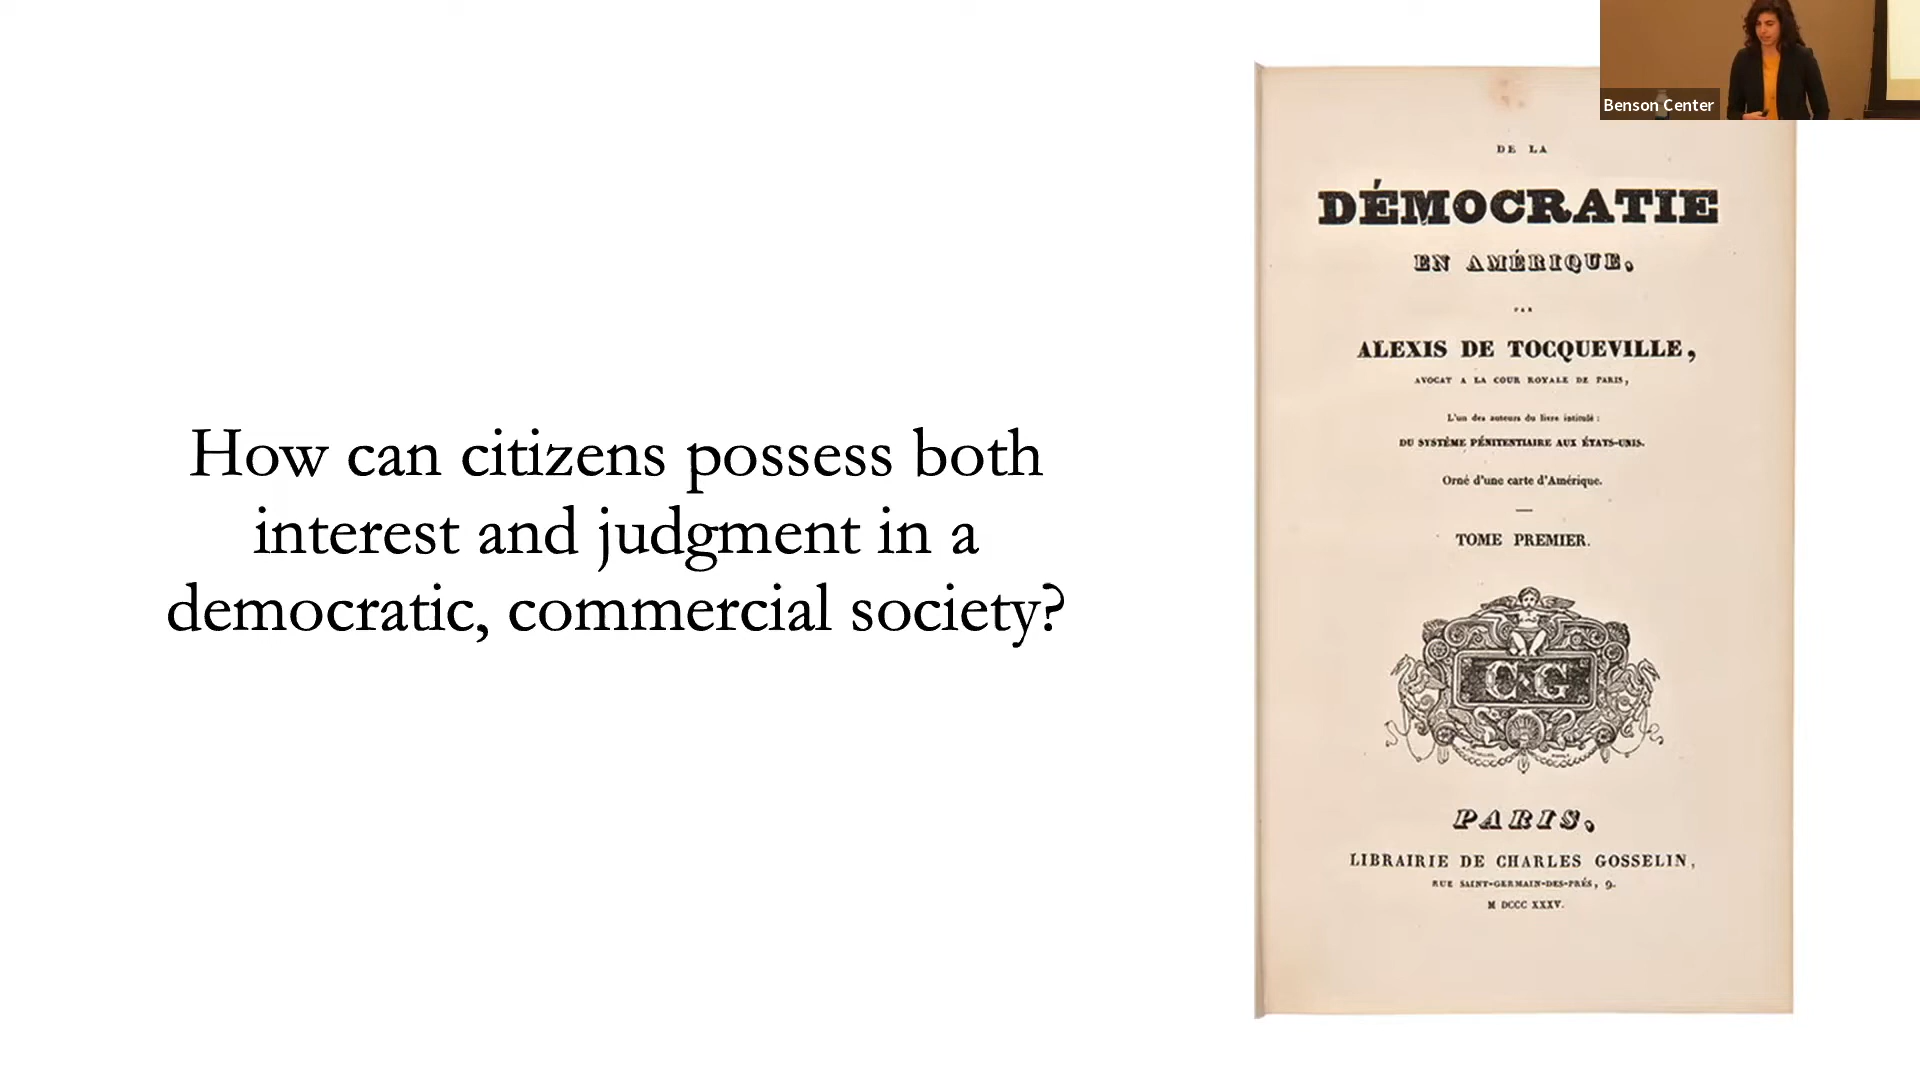 How can citizens possess both
interest and judgment in a
democratic, commercial society?
Benson Center
DE LA
DÉMOCRATIE
EN AMÉRIQUE,
PAR
ALEXIS DE TOCQUEVILLE,
AVOCAT A LA COUR ROYALE DE PARIS,
L'un des auteurs du livre intitulé :
DU SYSTÈME PÉNITENTIAIRE AUX ÉTATS-UNIS.
Orné d'une carte d'Amérique.
TOME PREMIER.
C G
PARIS,
LIBRAIRIE DE CHARLES GOSSELIN,
RUE SAINT-GERMAIN-DES-PRÉS, 9.
M DCCC XXXV.